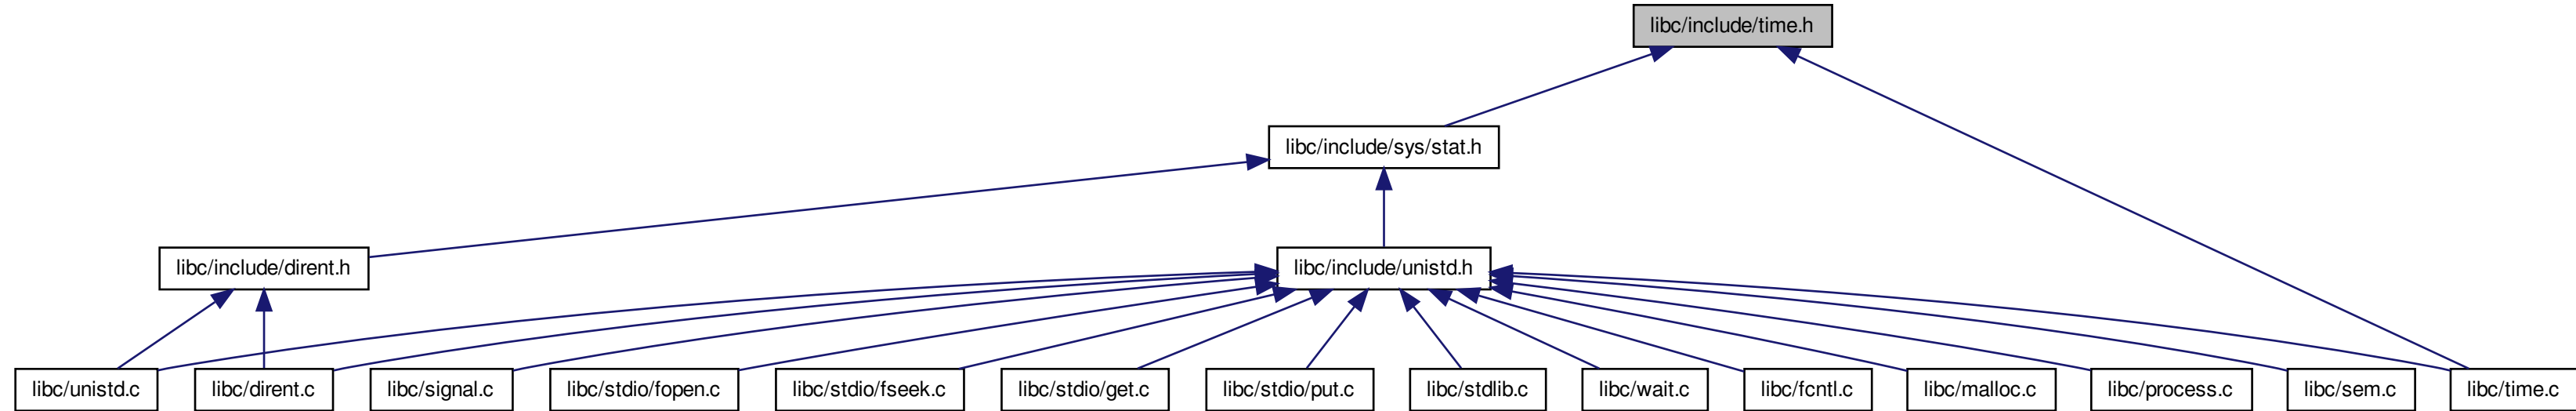 libc/include/time.h
libc/include/sys/stat.h
libc/include/dirent.h
libc/include/unistd.h
libc/unistd.c
libc/dirent.c
libc/signal.c
libc/stdio/fopen.c
libc/stdio/fseek.c
libc/stdio/get.c
libc/stdio/put.c
libc/stdlib.c
libc/wait.c
libc/fcntl.c
libc/malloc.c
libc/process.c
libc/sem.c
libc/time.c